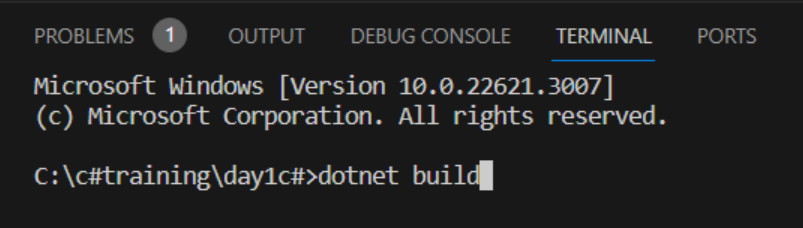 PROBLEMS 1 OUTPUT DEBUG CONSOLE TERMINAL PORTS
Microsoft Windows [Version 10.0.22621.3007]
(c) Microsoft Corporation. All rights reserved.
C:\c#training\day1c#>dotnet build